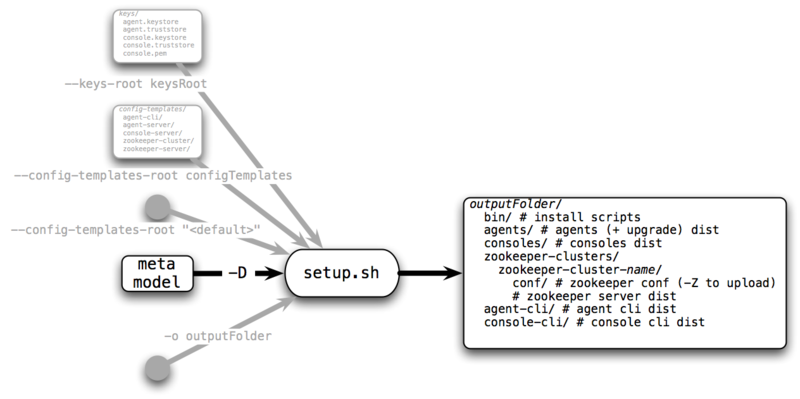 keys/
agent.keystore
agent.truststore
console.keystore
console.truststore
console.pem
--keys-root keysRoot
config-templates/
agent-cli/
agent-server/
console-server/
zookeeper-cluster/
zookeeper-server/
--config-templates-root configTemplates
--config-templates-root "<default>"
meta
model
-D
setup.sh
-o outputFolder
outputFolder/
bin/ # install scripts
agents/ # agents (+ upgrade) dist
consoles/ # consoles dist
zookeeper-clusters/
zookeeper-cluster-name/
conf/ # zookeeper conf (-Z to upload)
# zookeeper server dist
agent-cli/ # agent cli dist
console-cli/ # console cli dist